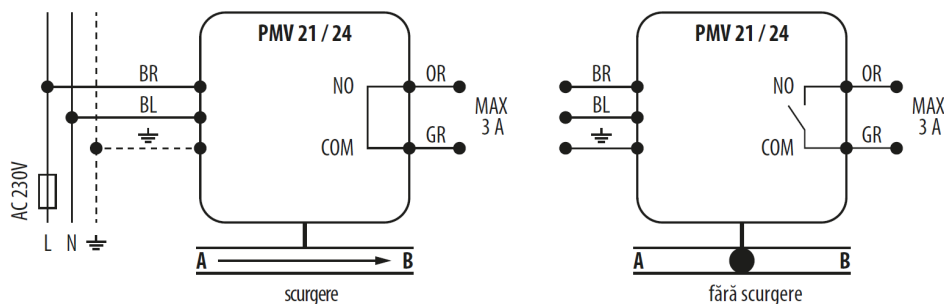 PMV 21 / 24
BR
BL
NO
COM
OR
GR
MAX
3 A
AC 230V
L N
A B
scurgere
PMV 21 / 24
BR
BL
NO
COM
OR
GR
MAX
3 A
A B
fără scurgere